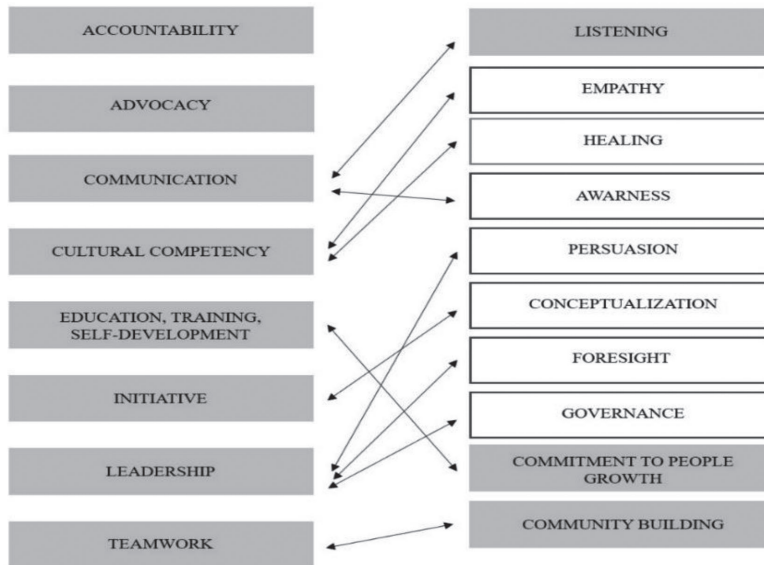 ACCOUNTABILITY
ADVOCACY
COMMUNICATION
CULTURAL COMPETENCY
EDUCATION, TRAINING,
SELF-DEVELOPMENT
INITIATIVE
LEADERSHIP
TEAMWORK
LISTENING
EMPATHY
HEALING
AWARNESS
PERSUASION
CONCEPTUALIZATION
FORESIGHT
GOVERNANCE
COMMITMENT TO PEOPLE
GROWTH
COMMUNITY BUILDING